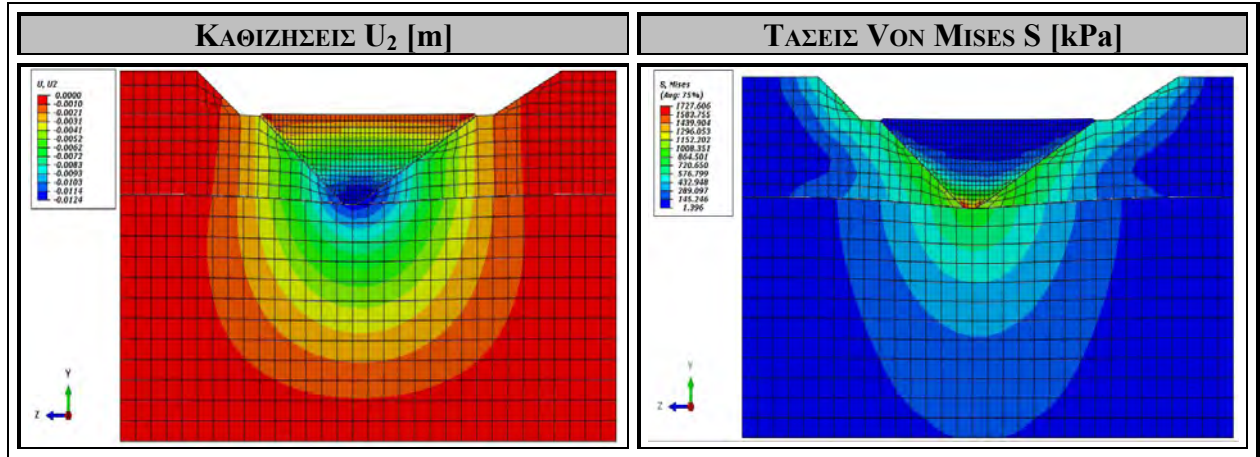 ΚΑΘΙΖΗΣΕΙΣ U2 [m]
ΤΑΣΕΙΣ VON MISES S [kPa]
U, U2
0.0000
-0.0010
-0.0021
-0.0031
-0.0041
-0.0052
-0.0062
-0.0072
-0.0083
-0.0093
-0.0103
-0.0114
-0.0124
Y
Z
S, Mises
(Avg: 75%)
1727.606
1583.755
1439.904
1296.053
1152.202
1008.351
864.501
720.650
576.799
432.948
289.097
145.246
1.396
Y
Z